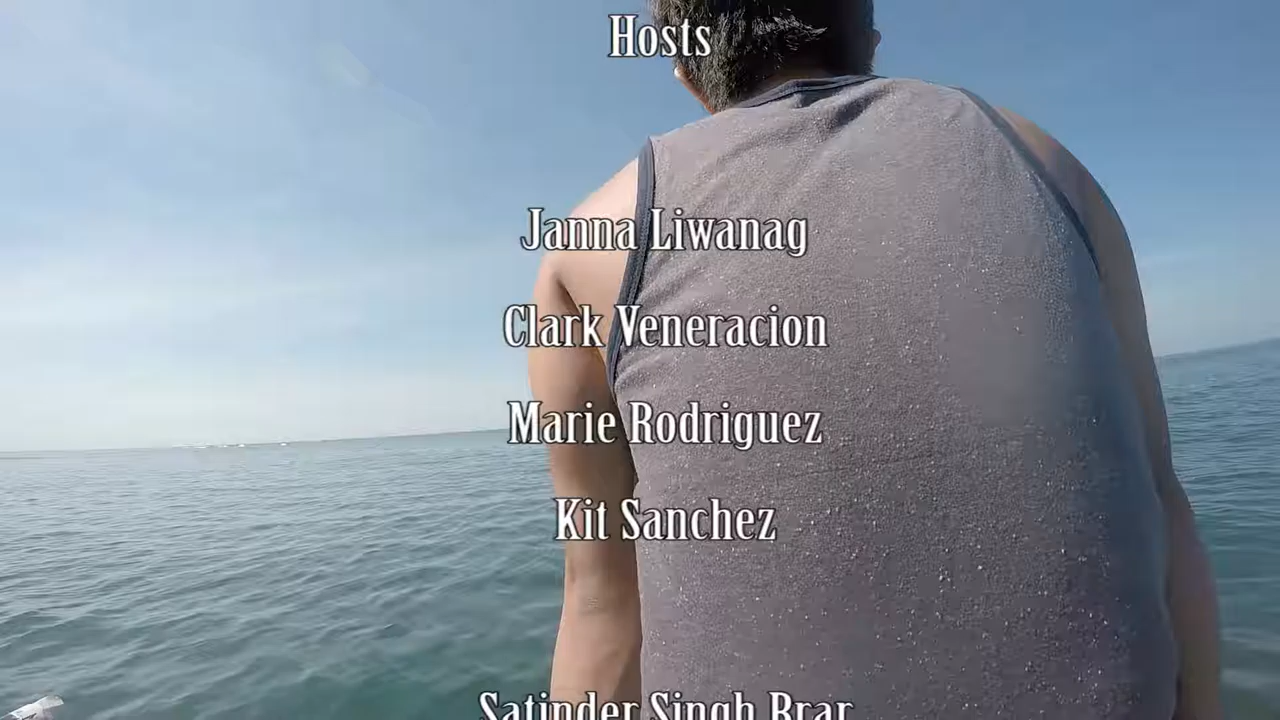 Hosts
Janna Liwanag
Clark Veneracion
Marie Rodriguez
Kit Sanchez
Satinder Singh Brar